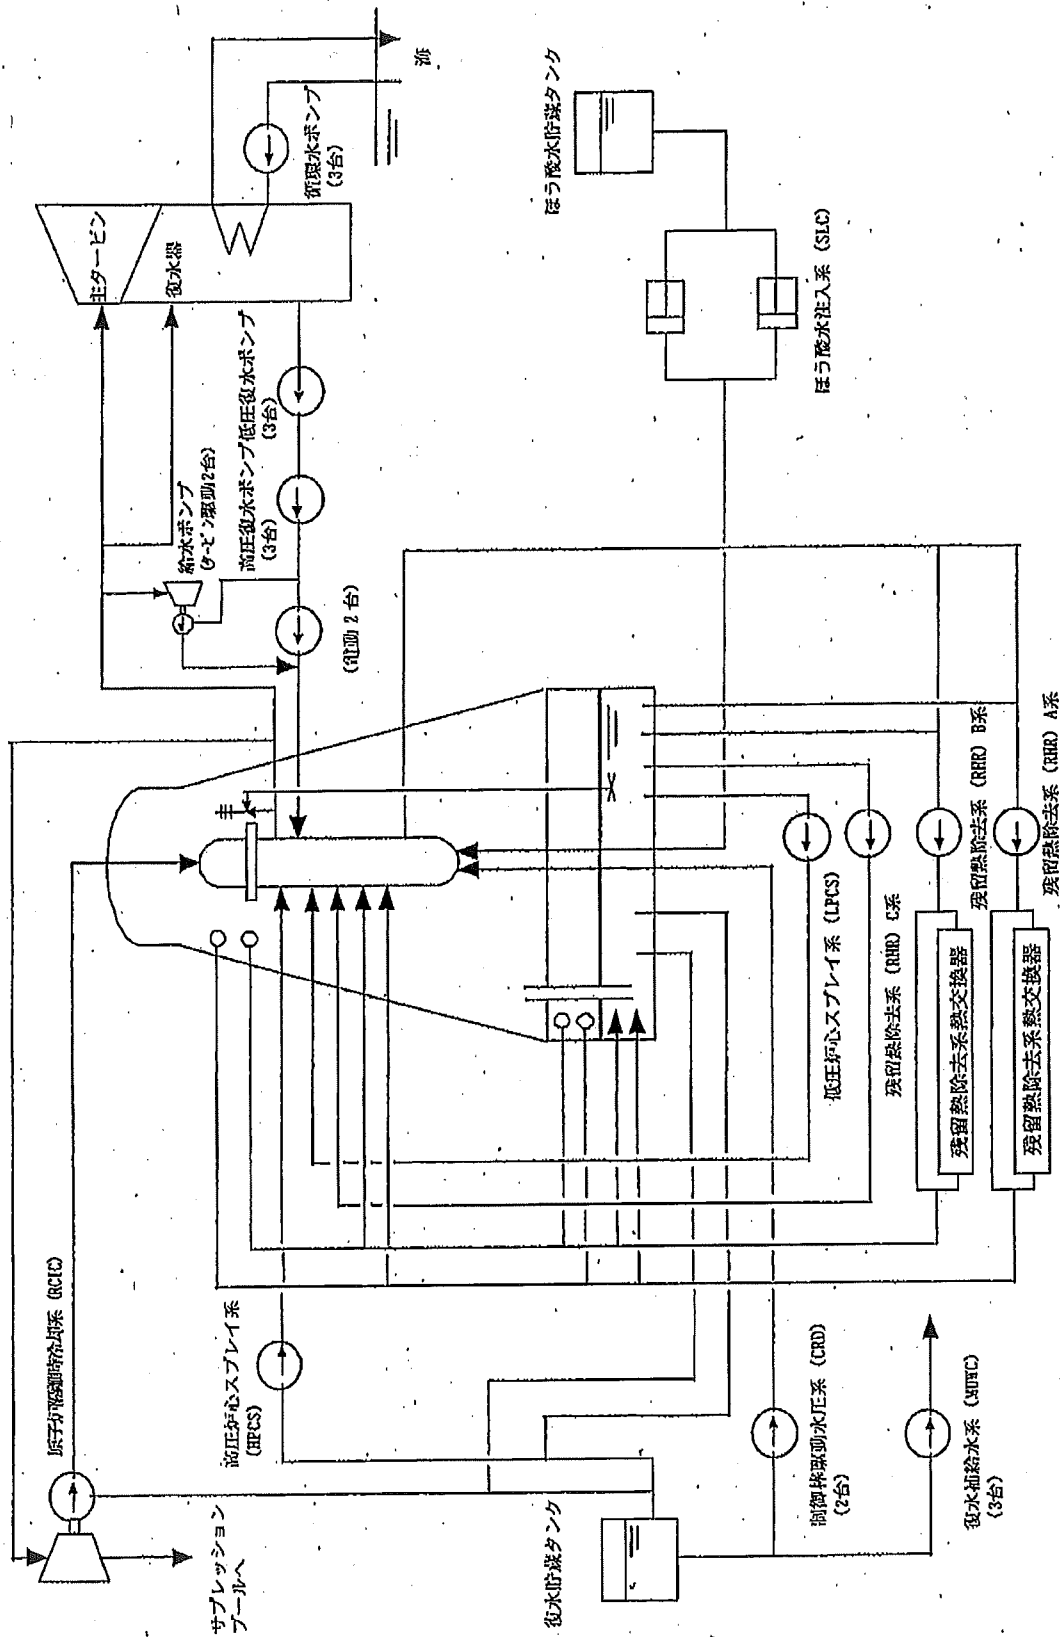 原子炉隔離時冷却系 (RCIC)
サプレッション
プールへ
高圧炉心スプレイ系
(HPCS)
復水貯蔵タンク
制御棒駆動水圧系 (CRD)
(2台)
復水補給水系 (MUWC)
(3台)
低圧炉心スプレイ系 (LPCS)
残留熱除去系 (RHR) C系
残留熱除去系熱交換器
残留熱除去系 (RHR) B系
残留熱除去系熱交換器
残留熱除去系 (RHR) A系
給水ポンプ
(タービン駆動2台)
(電動2台)
高圧復水ポンプ
(3台)
低圧復水ポンプ
(3台)
主タービン
復水器
循環水ポンプ
(3台)
海
ほう酸水貯蔵タンク
ほう酸水注入系 (SLC)